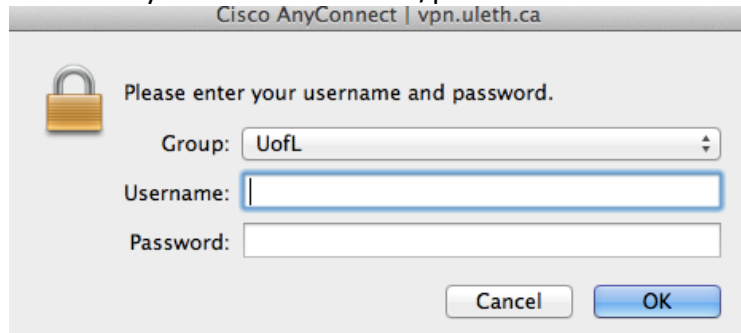 Cisco AnyConnect | vpn.uleth.ca
Please enter your username and password.
Group: UofL
Username:
Password:
Cancel OK